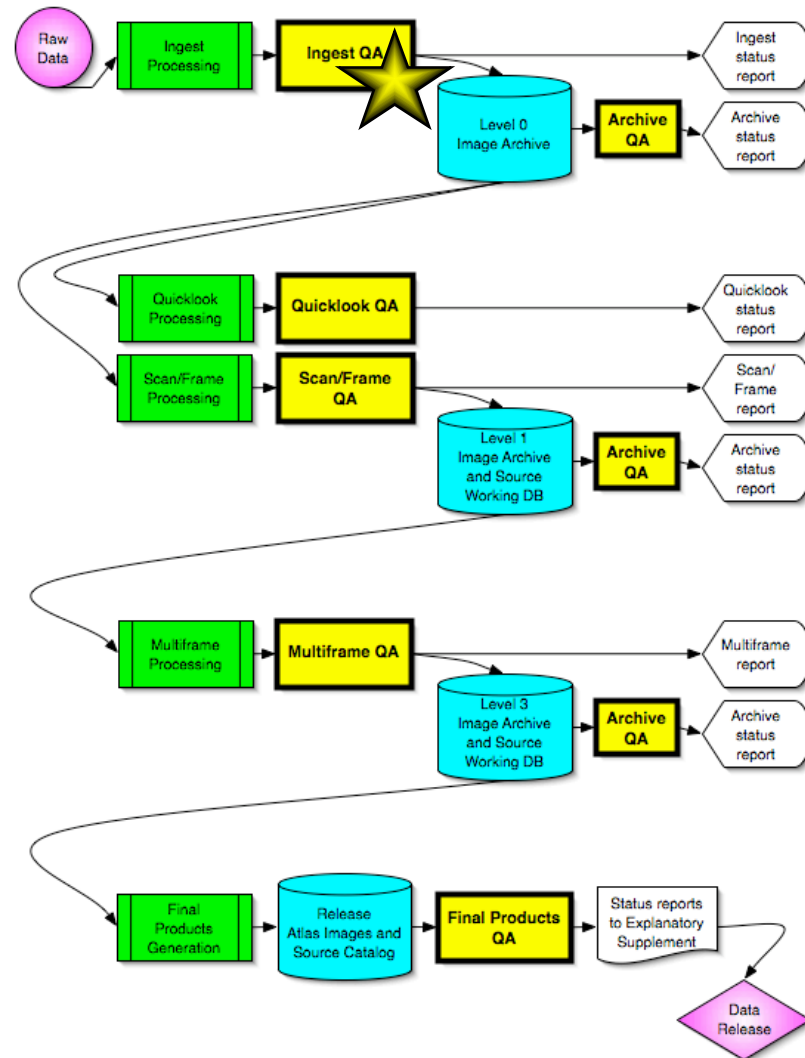 Raw
Data
Ingest
Processing
Ingest QA
Ingest
status
report
Level 0
Image Archive
Archive
QA
Archive
status
report
Quicklook
Processing
Quicklook QA
Quicklook
status
report
Scan/Frame
Processing
Scan/Frame
QA
Scan/
Frame
report
Level 1
Image Archive
and Source
Working DB
Archive
QA
Archive
status
report
Multiframe
Processing
Multiframe QA
Multiframe
report
Level 3
Image Archive
and Source
Working DB
Archive
QA
Archive
status
report
Final
Products
Generation
Release
Atlas Images and
Source Catalog
Final Products
QA
Status reports
to Explanatory
Supplement
Data
Release